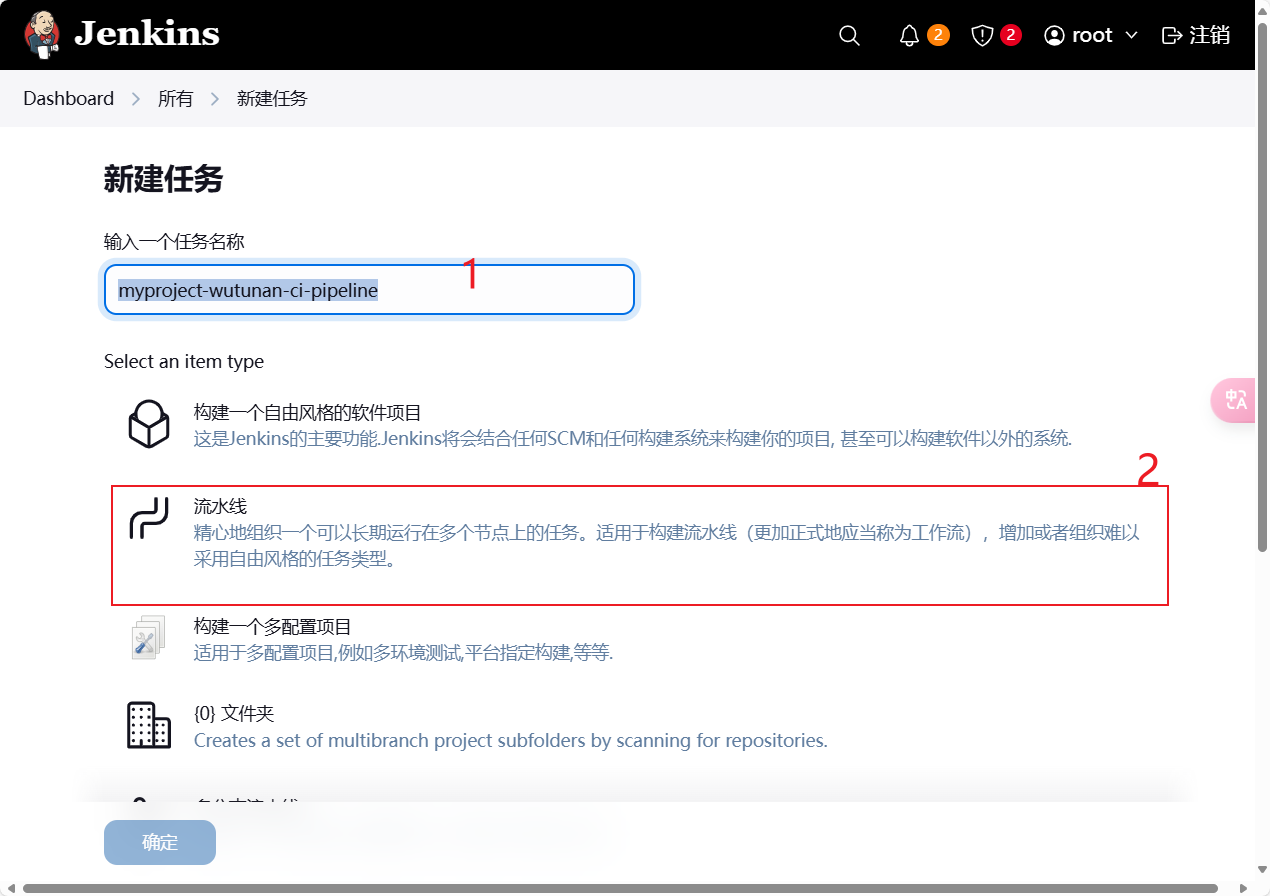 Jenkins
2
2
root
注销
Dashboard
所有
新建任务
新建任务
输入一个任务名称
1
myproject-wutunan-ci-pipeline
Select an item type
构建一个自由风格的软件项目
这是Jenkins的主要功能.Jenkins将会结合任何SCM和任何构建系统来构建你的项目, 甚至可以构建软件以外的系统.
2
流水线
精心地组织一个可以长期运行在多个节点上的任务。适用于构建流水线（更加正式地应当称为工作流），增加或者组织难以
采用自由风格的任务类型。
构建一个多配置项目
适用于多配置项目,例如多环境测试,平台指定构建,等等.
{0} 文件夹
Creates a set of multibranch project subfolders by scanning for repositories.
确定
中A